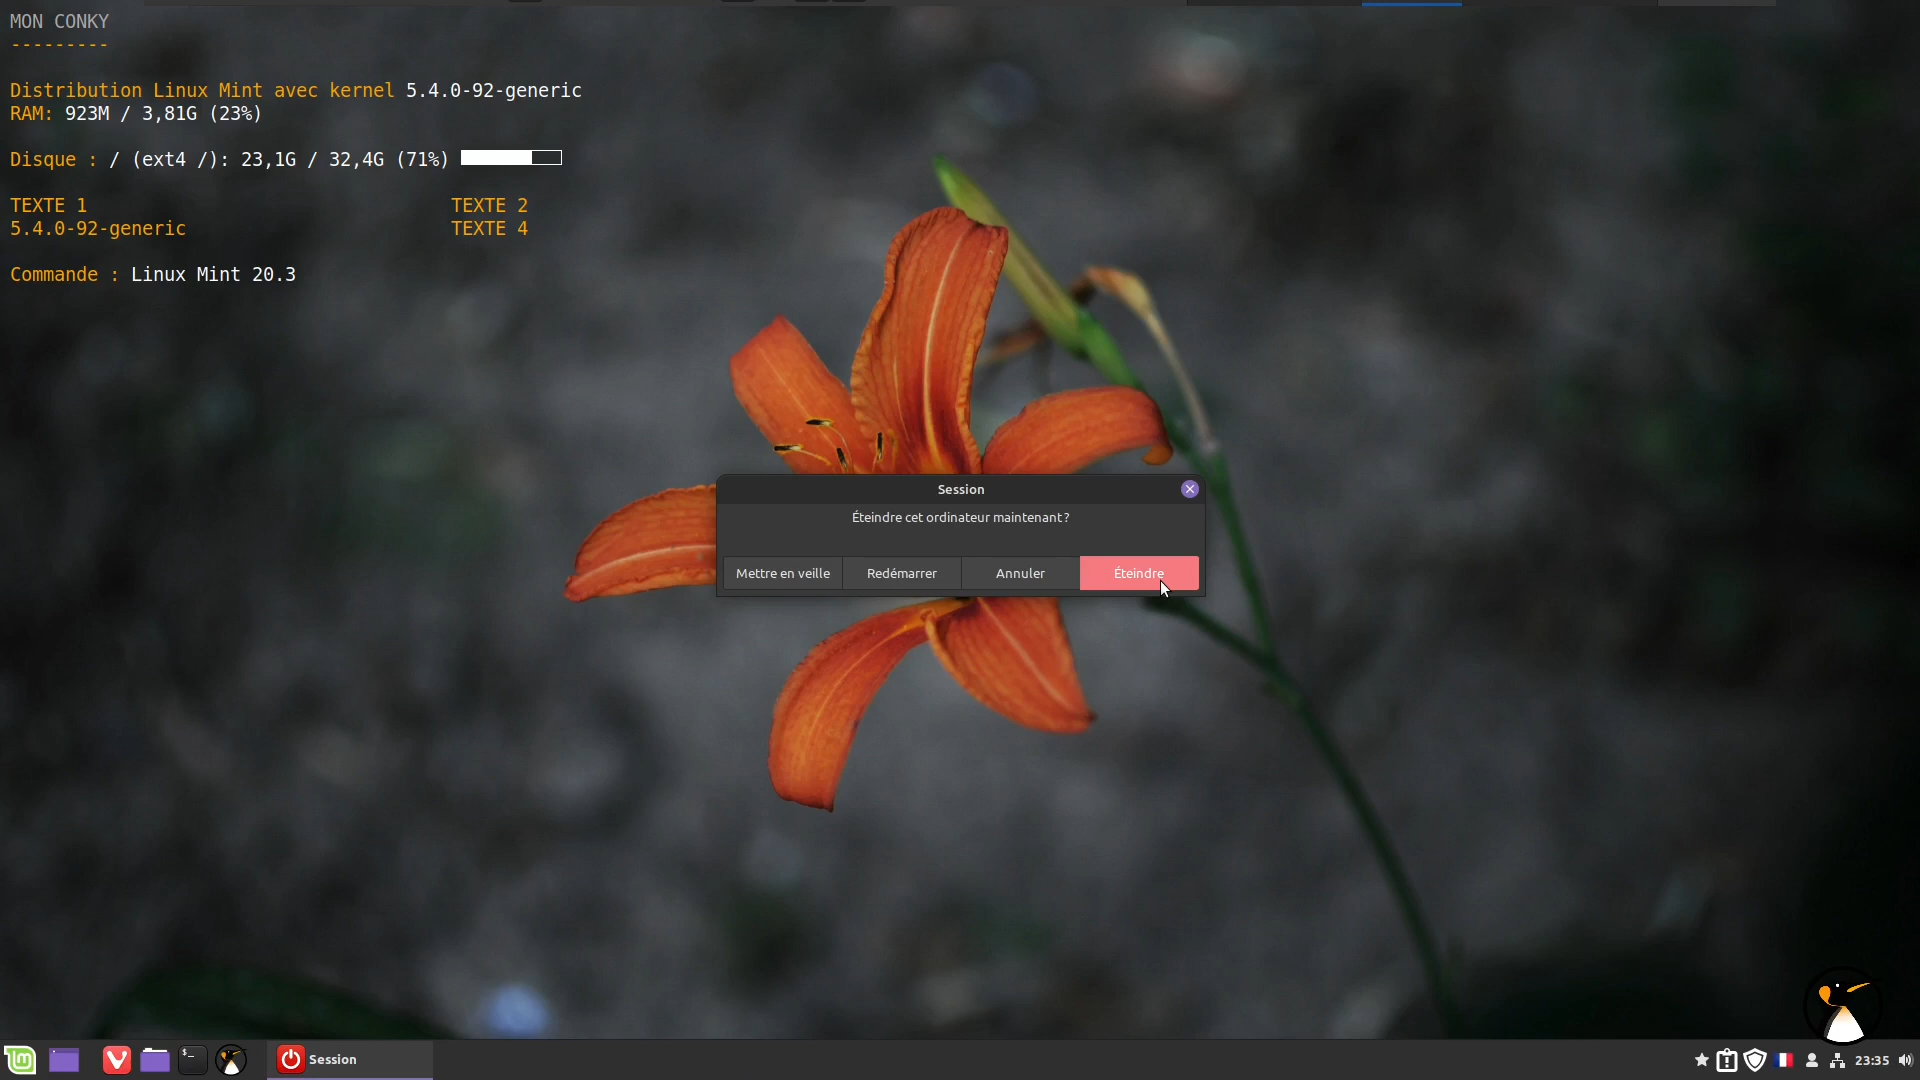 MON CONKY
---------
Distribution Linux Mint avec kernel 5.4.0-92-generic
RAM: 923M / 3,81G (23%)
Disque : / (ext4 /): 23,1G / 32,4G (71%)
TEXTE 1 TEXTE 2
5.4.0-92-generic TEXTE 4
Commande : Linux Mint 20.3
Session
Éteindre cet ordinateur maintenant ?
Mettre en veille Redémarrer Annuler Éteindre
Session
23:35